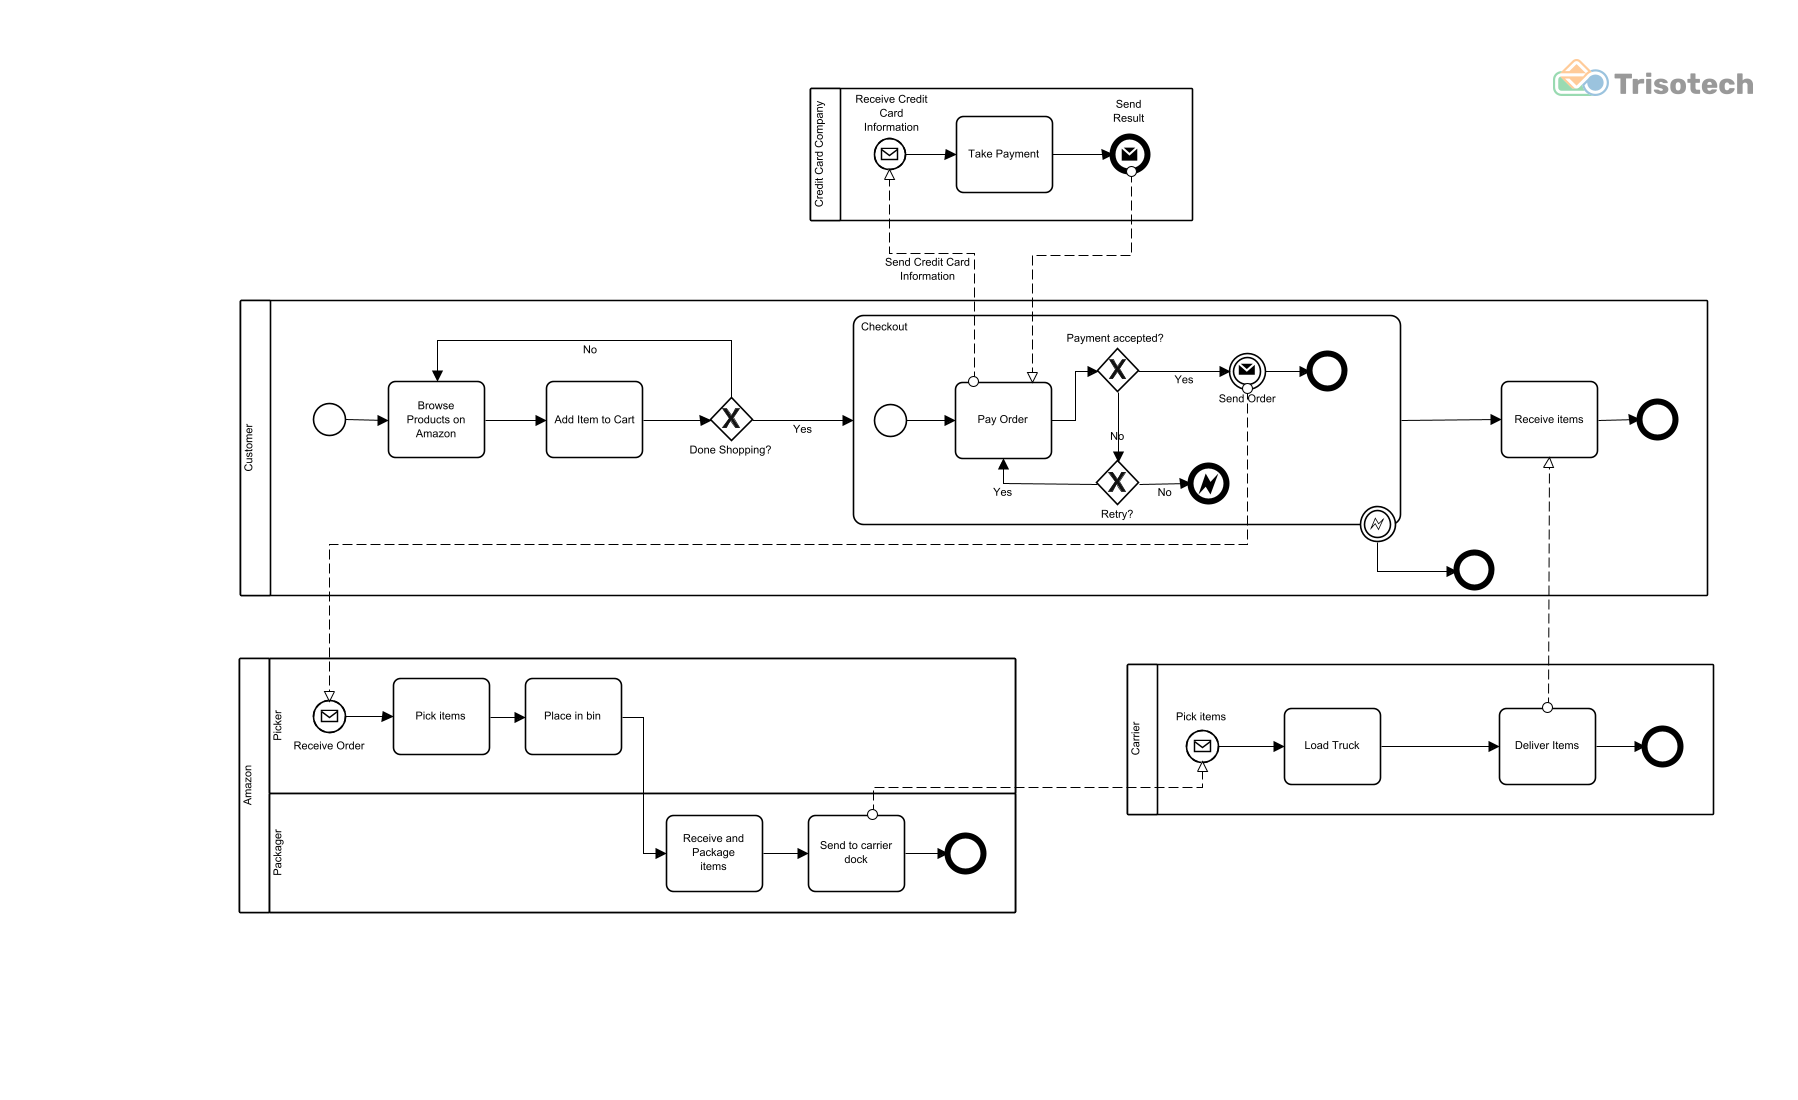 Trisotech
Credit Card Company
Receive Credit
Card
Information
Take Payment
Send
Result
Send Credit Card
Information
Customer
No
Browse
Products on
Amazon
Add Item to Cart
Done Shopping?
Yes
Checkout
Pay Order
Payment accepted?
Yes
Send Order
No
Yes
Retry?
No
Receive items
Amazon
Picker
Receive Order
Pick items
Place in bin
Packager
Receive and
Package
items
Send to carrier
dock
Carrier
Pick items
Load Truck
Deliver Items